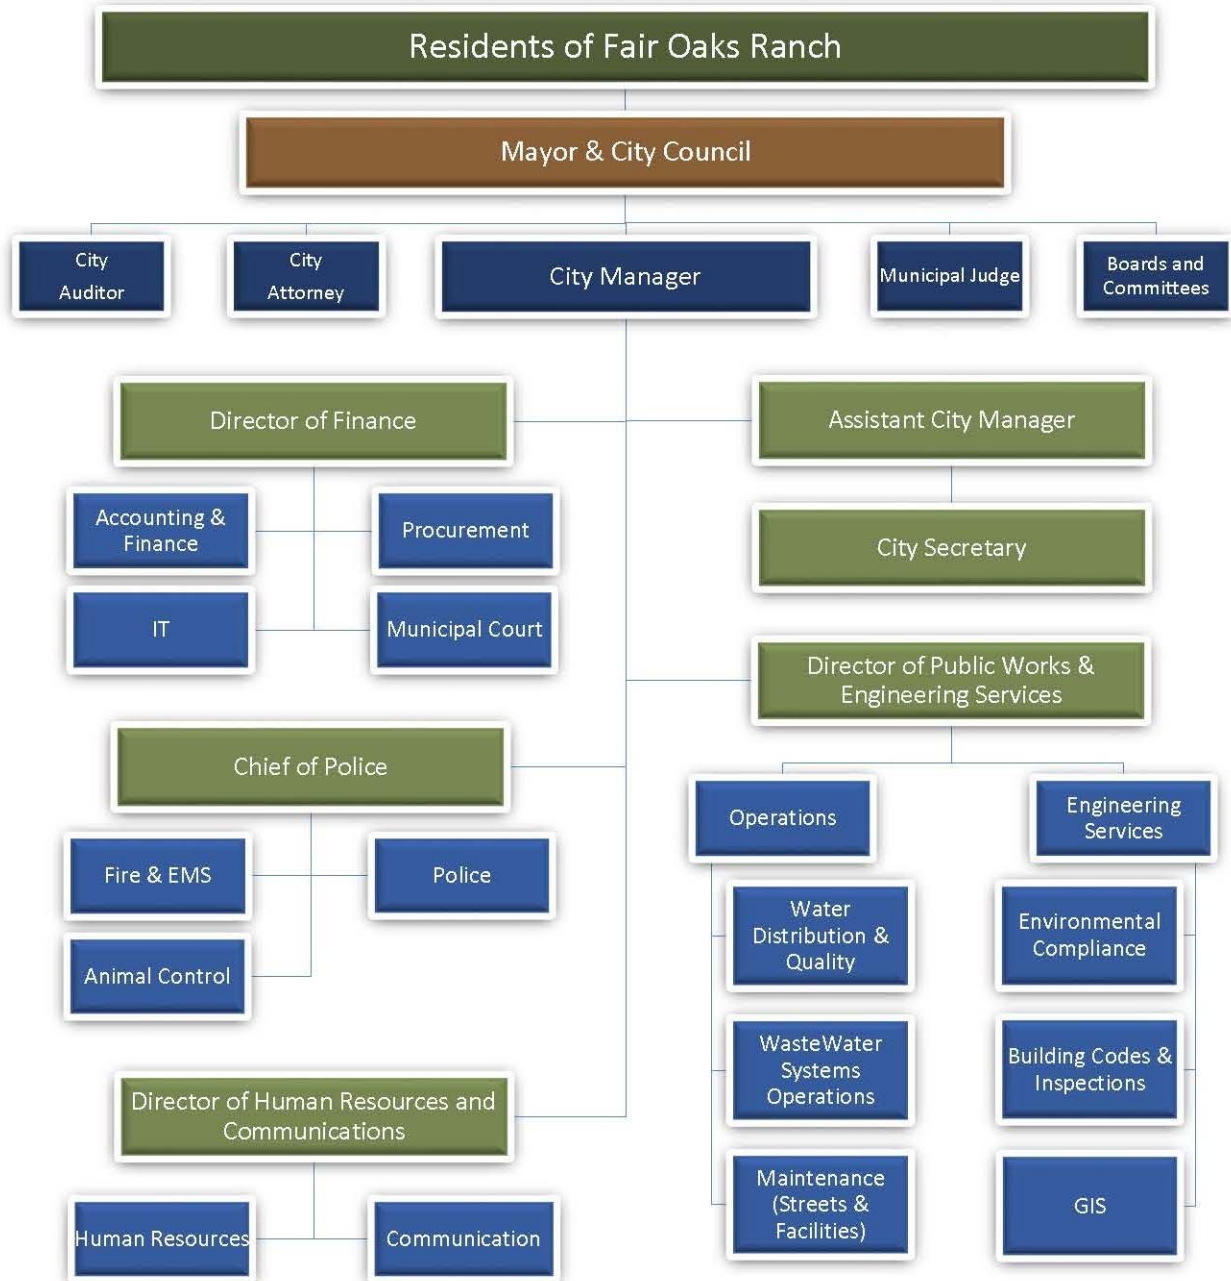 Residents of Fair Oaks Ranch
Mayor & City Council
City
Auditor
City
Attorney
City Manager
Municipal Judge
Boards and
Committees
Director of Finance
Assistant City Manager
Accounting &
Finance
Procurement
City Secretary
IT
Municipal Court
Director of Public Works &
Engineering Services
Chief of Police
Operations
Engineering
Services
Fire & EMS
Police
Water
Distribution &
Quality
Environmental
Compliance
Animal Control
WasteWater
Systems
Operations
Building Codes &
Inspections
Director of Human Resources and
Communications
Maintenance
(Streets &
Facilities)
GIS
Human Resources
Communication